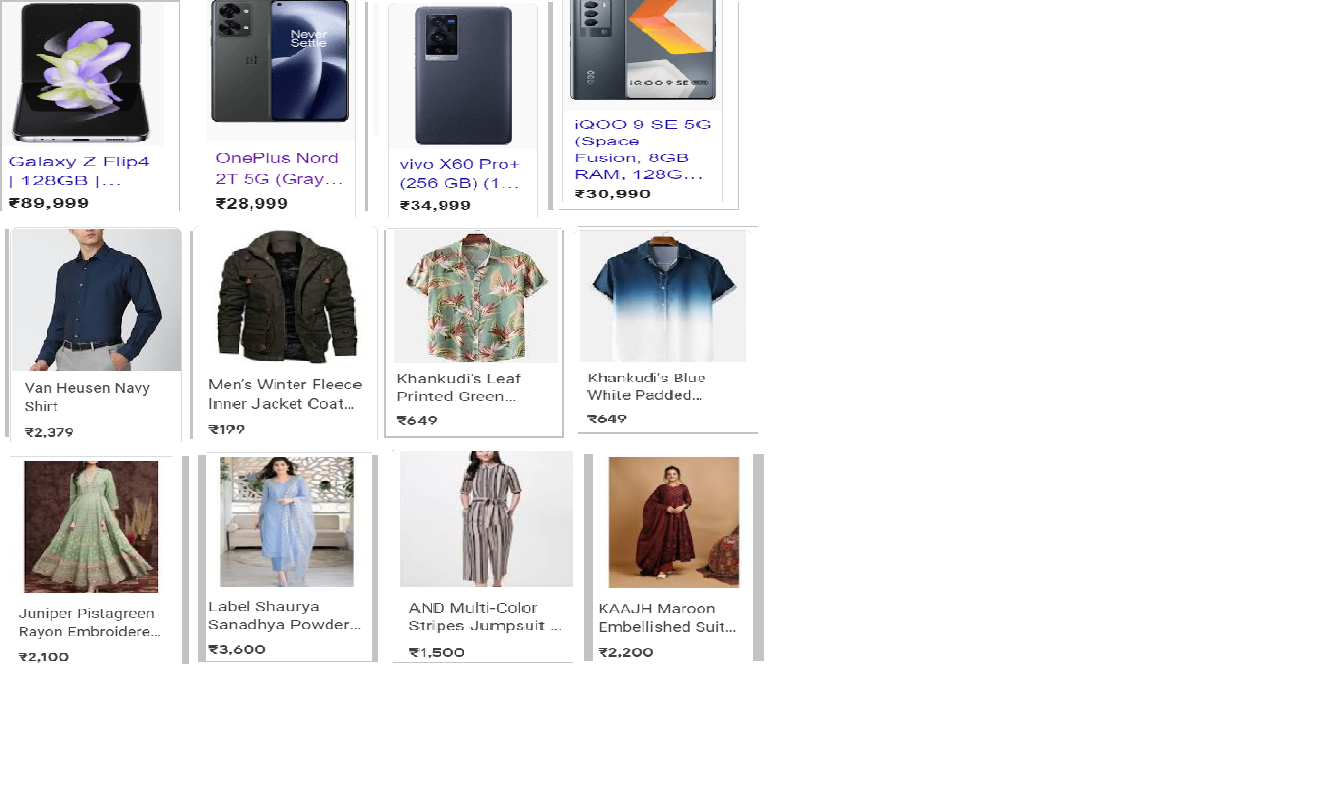 Never
Settle
iQOO
iQOO 9 SE
Galaxy Z Flip4
| 128GB |...
₹89,999
OnePlus Nord
2T 5G (Gray...
₹28,999
vivo X60 Pro+
(256 GB) (1...
₹34,999
iQOO 9 SE 5G
(Space
Fusion, 8GB
RAM, 128G...
₹30,990
Van Heusen Navy
Shirt
₹2,379
Men's Winter Fleece
Inner Jacket Coat...
₹199
Khankudi's Leaf
Printed Green...
₹649
Khankudi's Blue
White Padded...
₹649
Juniper Pistagreen
Rayon Embroidere...
₹2,100
Label Shaurya
Sanadhya Powder...
₹3,600
AND Multi-Color
Stripes Jumpsuit ...
₹1,500
KAAJH Maroon
Embellished Suit...
₹2,200